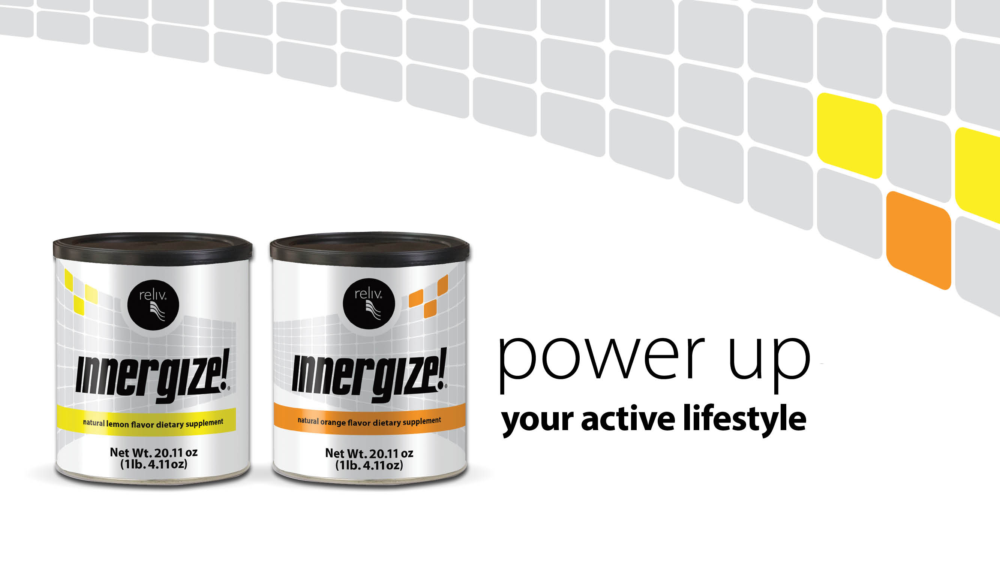 reliv®
innergize!®
natural lemon flavor dietary supplement
Net Wt. 20.11 oz
(1lb. 4.11oz)
reliv®
innergize!®
natural orange flavor dietary supplement
Net Wt. 20.11 oz
(1lb. 4.11oz)
power up
your active lifestyle